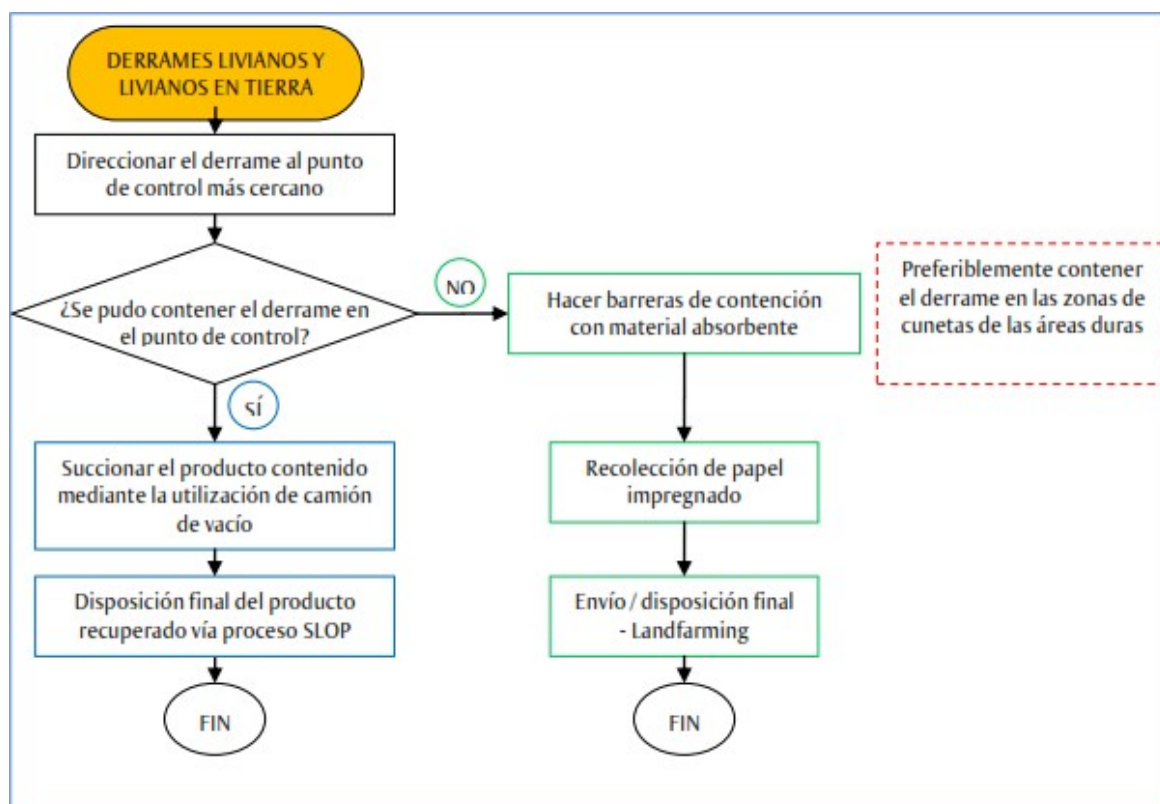 DERRAMES LIVIANOS Y
LIVIANOS EN TIERRA
Direccionar el derrame al punto
de control más cercano
¿Se pudo contener el derrame en
el punto de control?
NO
Hacer barreras de contención
con material absorbente
Preferiblemente contener
el derrame en las zonas de
cunetas de las áreas duras
SÍ
Succionar el producto contenido
mediante la utilización de camión
de vacío
Recolección de papel
impregnado
Disposición final del producto
recuperado vía proceso SLOP
Envío / disposición final
- Landfarming
FIN
FIN